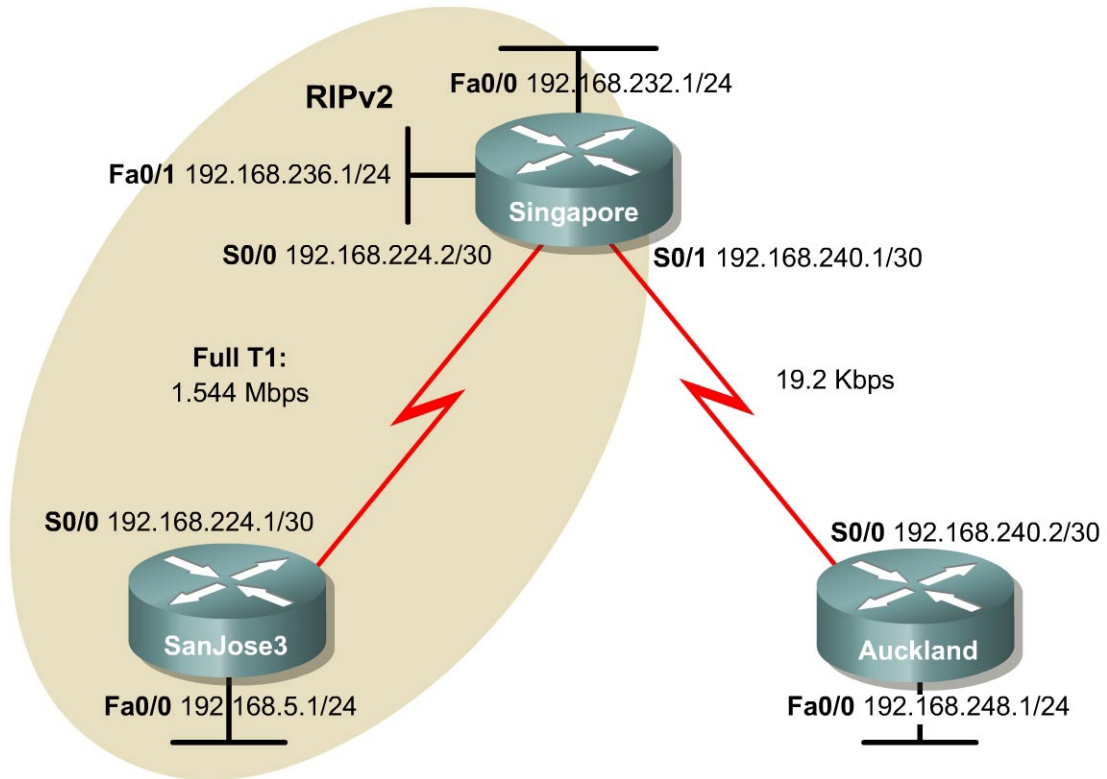 Fa0/0 192.168.232.1/24
RIPv2
Fa0/1 192.168.236.1/24
Singapore
S0/0 192.168.224.2/30
S0/1 192.168.240.1/30
Full T1:
1.544 Mbps
19.2 Kbps
S0/0 192.168.224.1/30
S0/0 192.168.240.2/30
SanJose3
Auckland
Fa0/0 192.168.5.1/24
Fa0/0 192.168.248.1/24